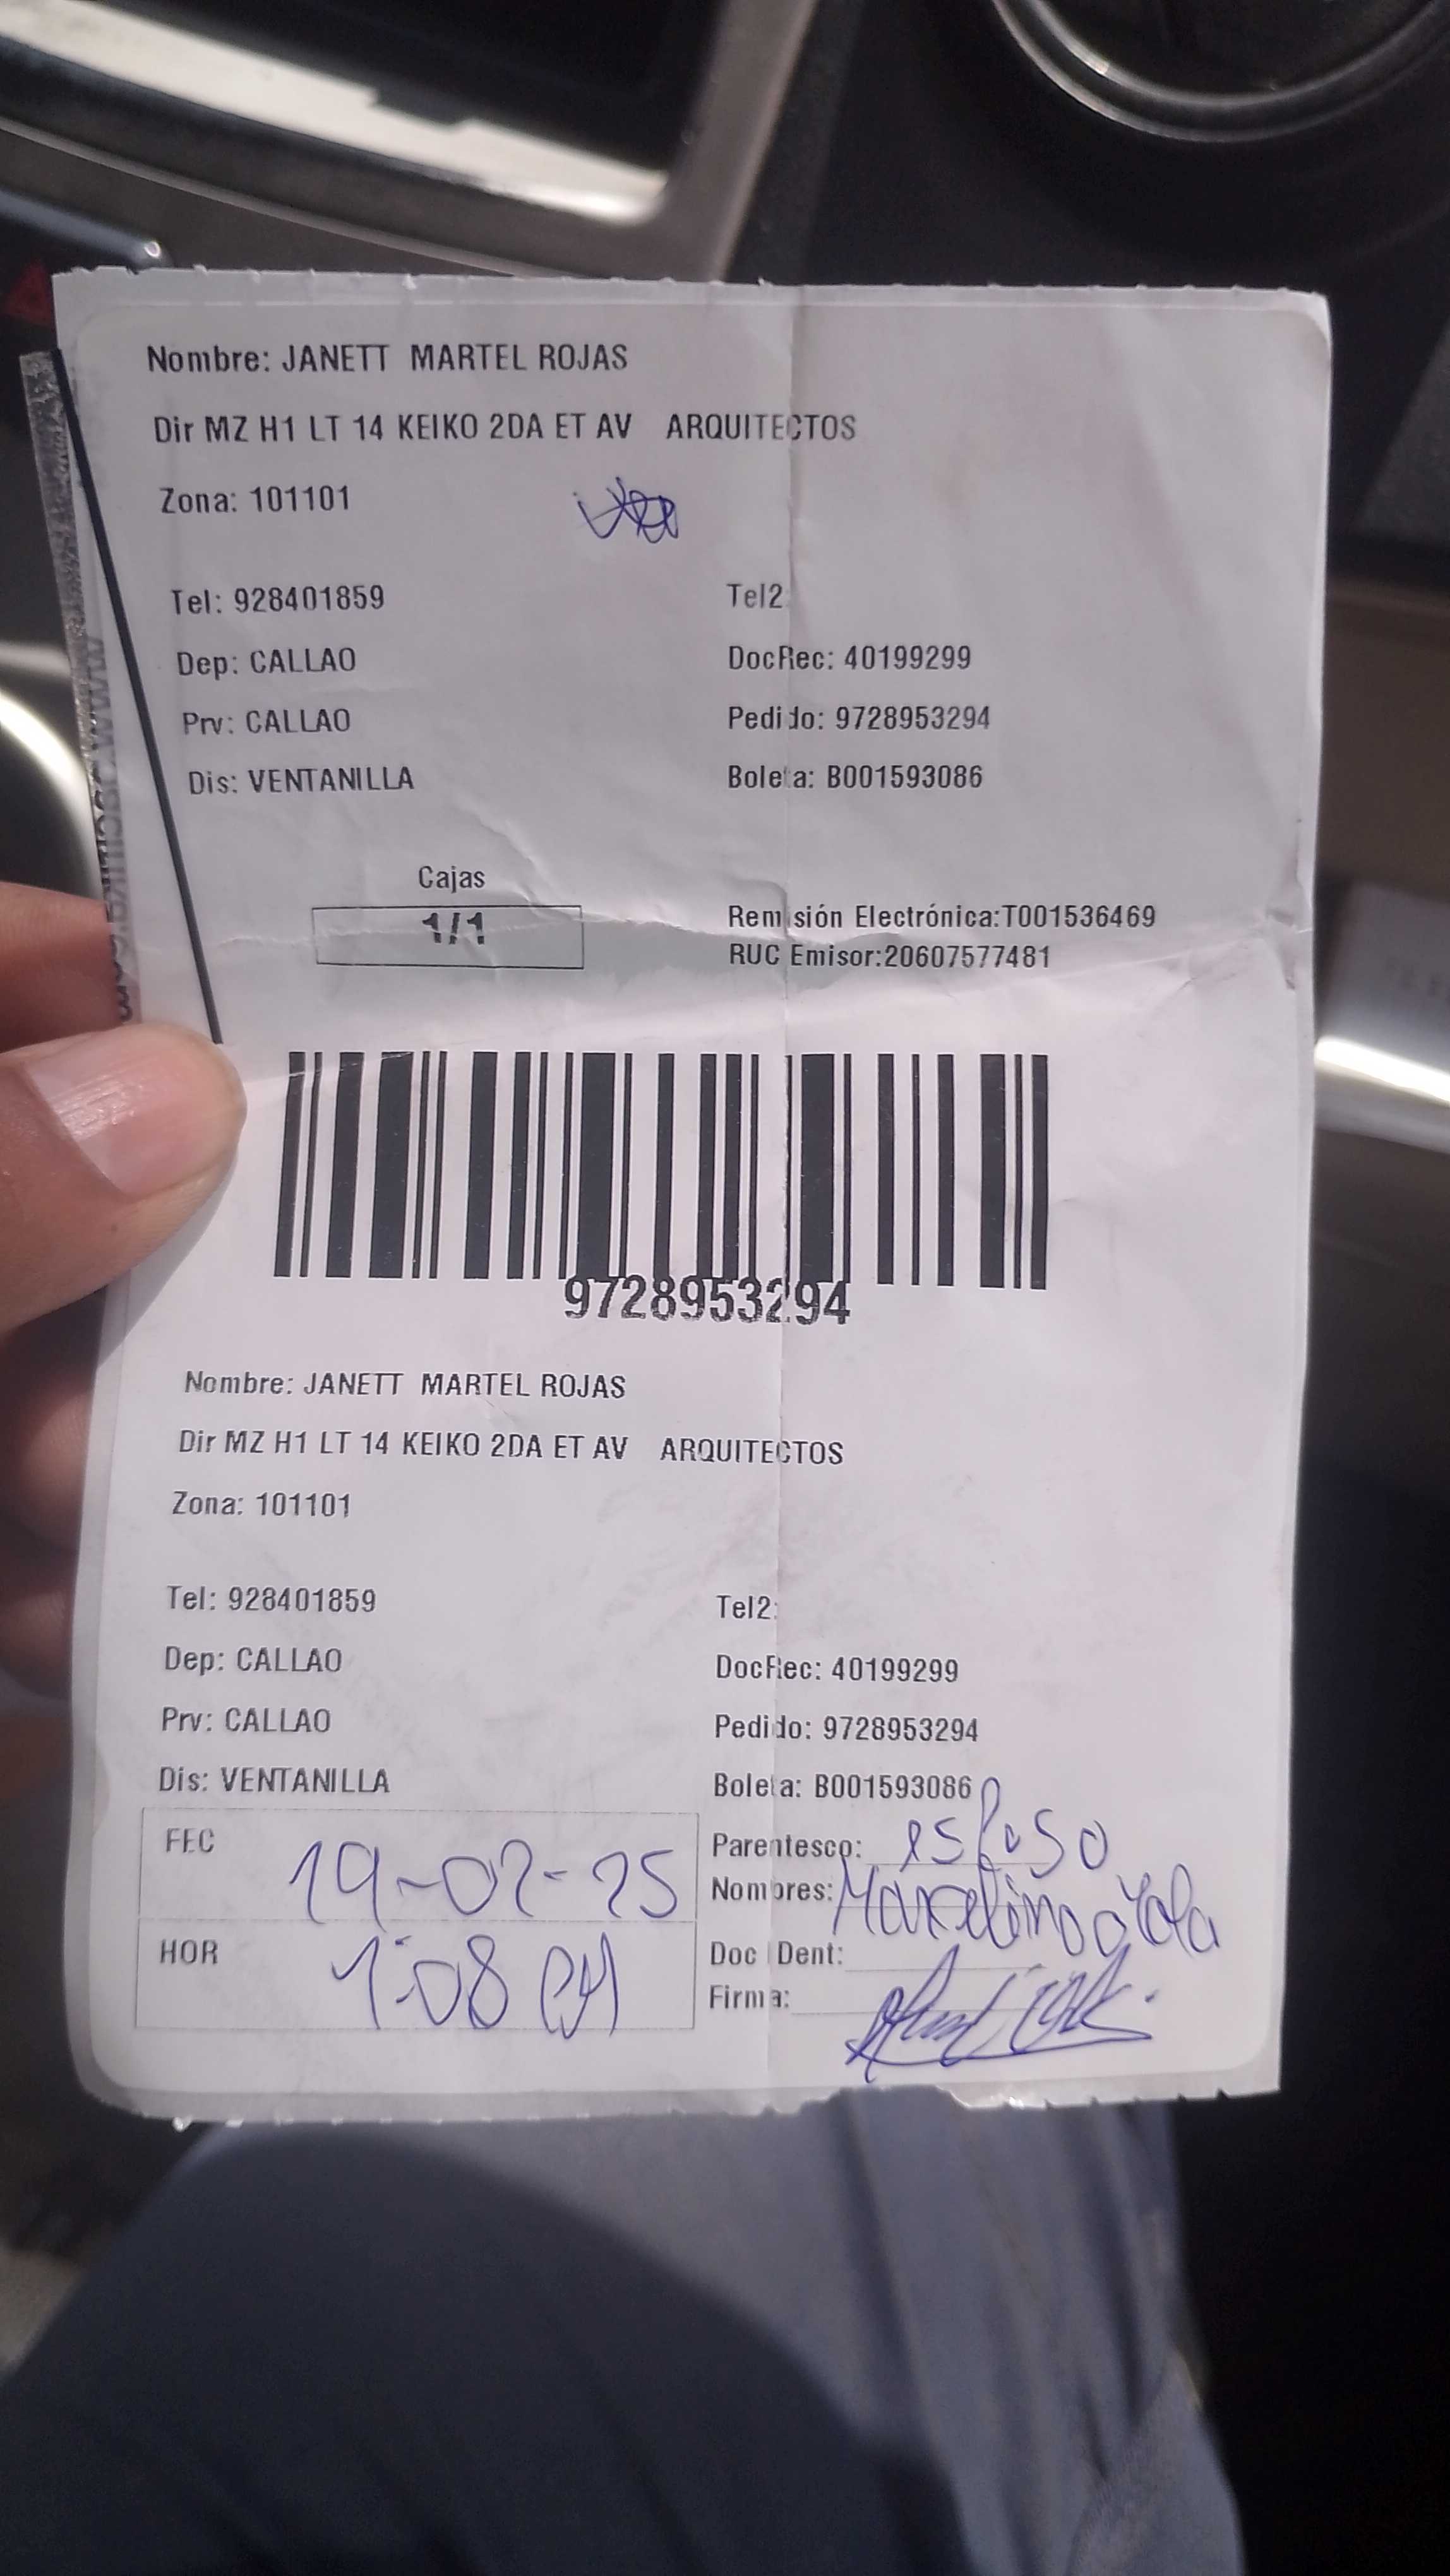 Nombre: JANETT MARTEL ROJAS
Dir MZ H1 LT 14 KEIKO 2DA ET AV ARQUITECTOS
Zona: 101101
Tel: 928401859 Tel2:
Dep: CALLAO DocRec: 40199299
Prv: CALLAO Pedido: 9728953294
Dis: VENTANILLA Boleta: B001593086
Cajas
1/1
Remisión Electrónica:T001536469
RUC Emisor:20607577481
9728953294
Nombre: JANETT MARTEL ROJAS
Dir MZ H1 LT 14 KEIKO 2DA ET AV ARQUITECTOS
Zona: 101101
Tel: 928401859 Tel2:
Dep: CALLAO DocRec: 40199299
Prv: CALLAO Pedido: 9728953294
Dis: VENTANILLA Boleta: B001593086
FEC 19-02-25
Parentesco: esposo
Nombres: Marcelino
HOR 1:08 PM
Doc IDent:
Firma: